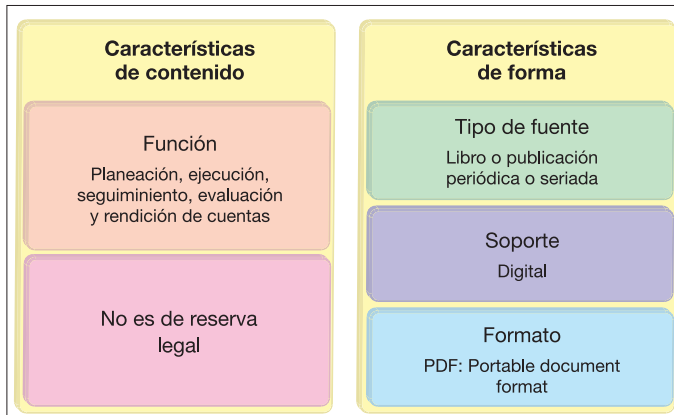 Características
de contenido
Función
Planeación, ejecución,
seguiminiento, evaluación
y rendición de cuentas
No es de reserva
legal
Características
de forma
Tipo de fuente
Libro o publicación
periódica o seriada
Soporte
Digital
Formato
PDF: Portable document
format